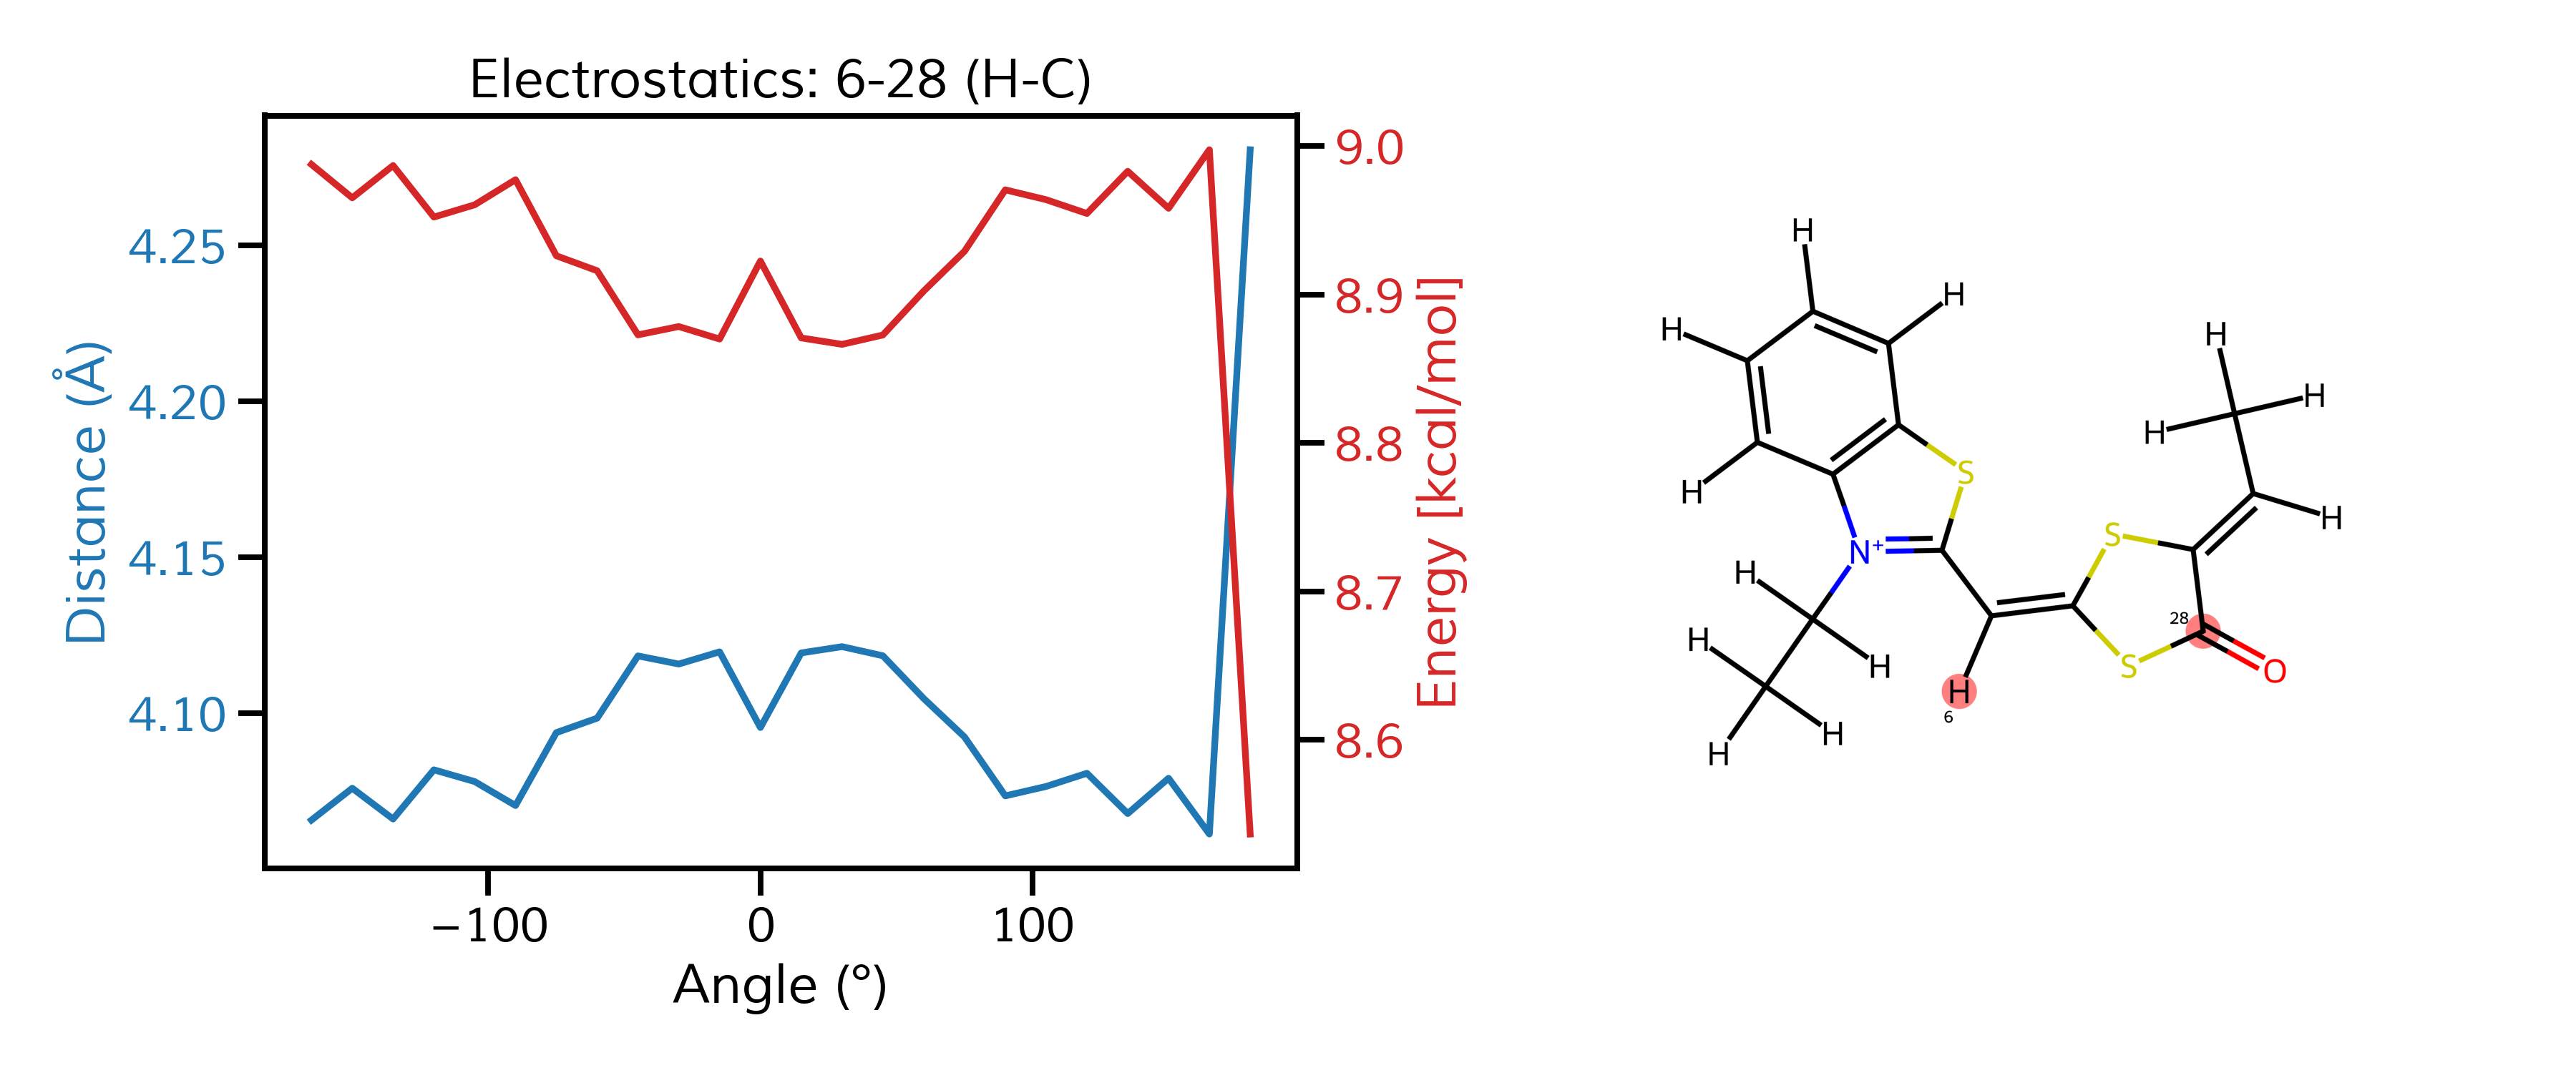 Electrostatics: 6-28 (H-C)
Distance (Å)
4.25
4.20
4.15
4.10
−100
0
100
Angle (°)
9.0
8.9
8.8
8.7
8.6
Energy [kcal/mol]
H
H
H
H
H
H
H
S
H
S
N+
H
28
H
H
S
O
H
6
H
H